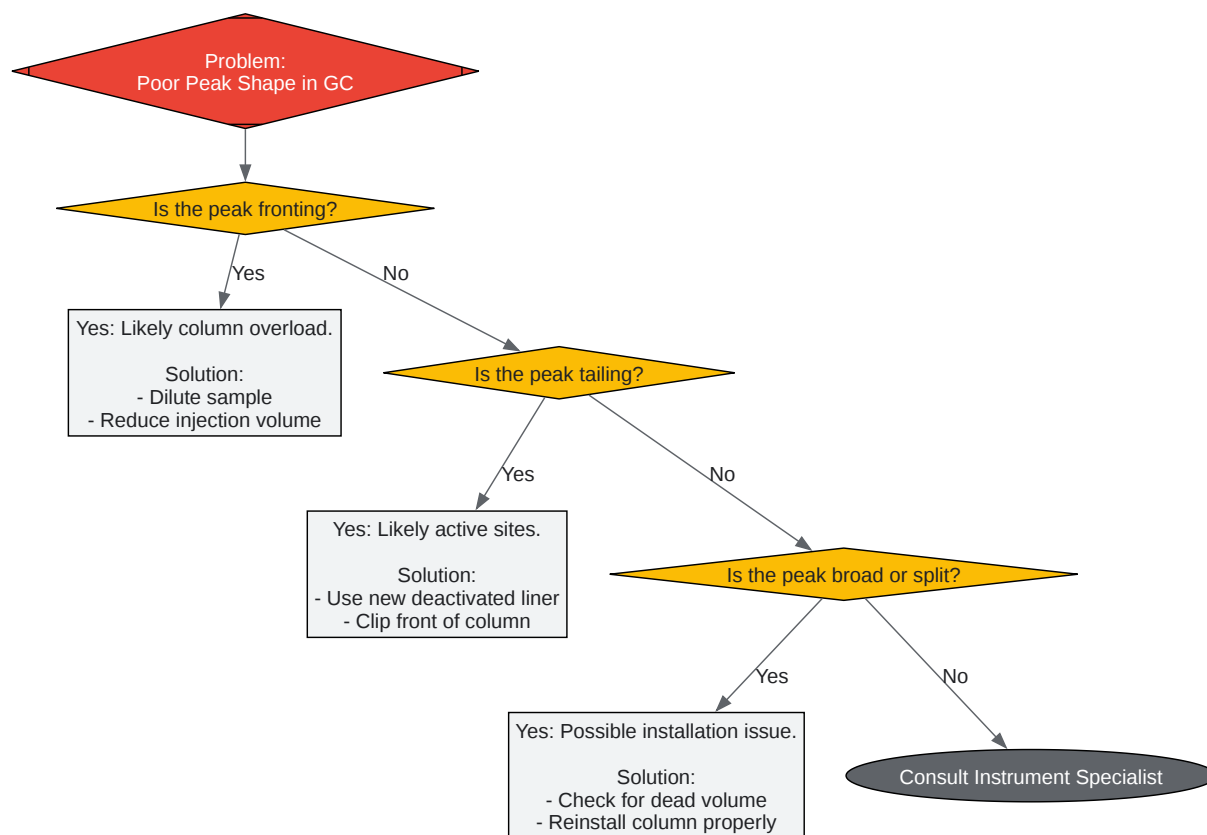 Problem:
Poor Peak Shape in GC
Is the peak fronting?
Yes
No
Yes: Likely column overload.
Solution:
- Dilute sample
- Reduce injection volume
Is the peak tailing?
Yes
No
Yes: Likely active sites.
Solution:
- Use new deactivated liner
- Clip front of column
Is the peak broad or split?
Yes
No
Yes: Possible installation issue.
Solution:
- Check for dead volume
- Reinstall column properly
Consult Instrument Specialist